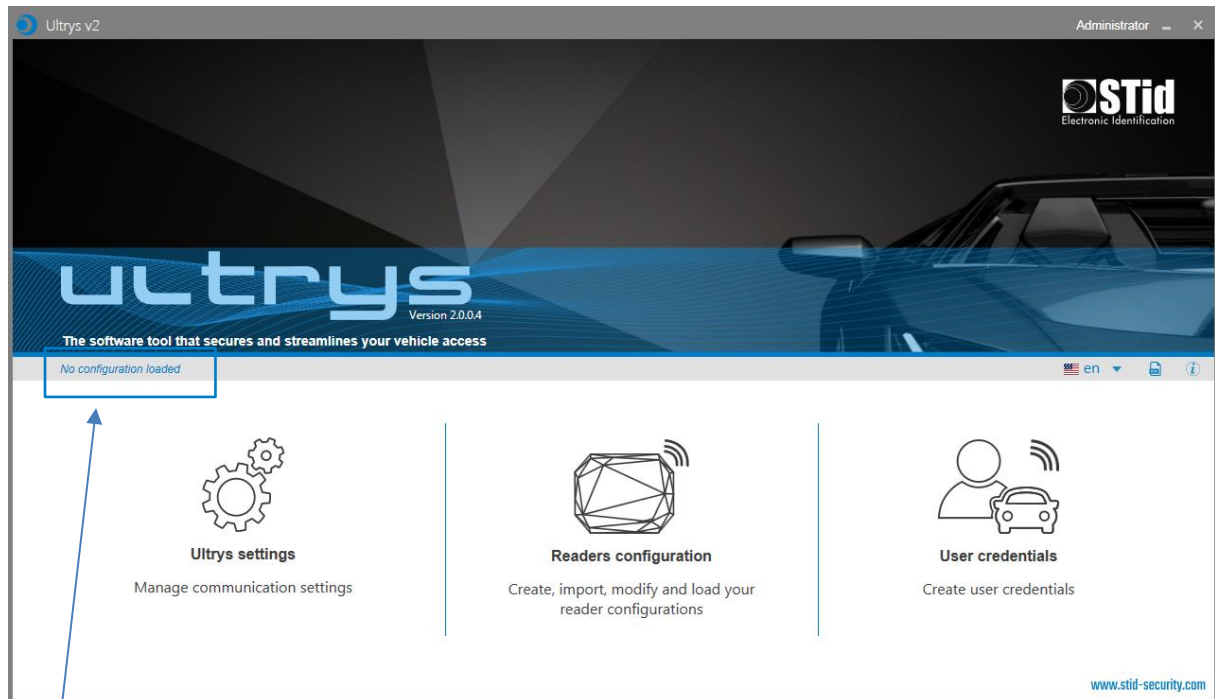 Ultrys v2
Administrator
STid
Electronic Identification
ultrys
Version 2.0.0.4
The software tool that secures and streamlines your vehicle access
No configuration loaded
en
Ultrys settings
Manage communication settings
Readers configuration
Create, import, modify and load your
reader configurations
User credentials
Create user credentials
www.stid-security.com